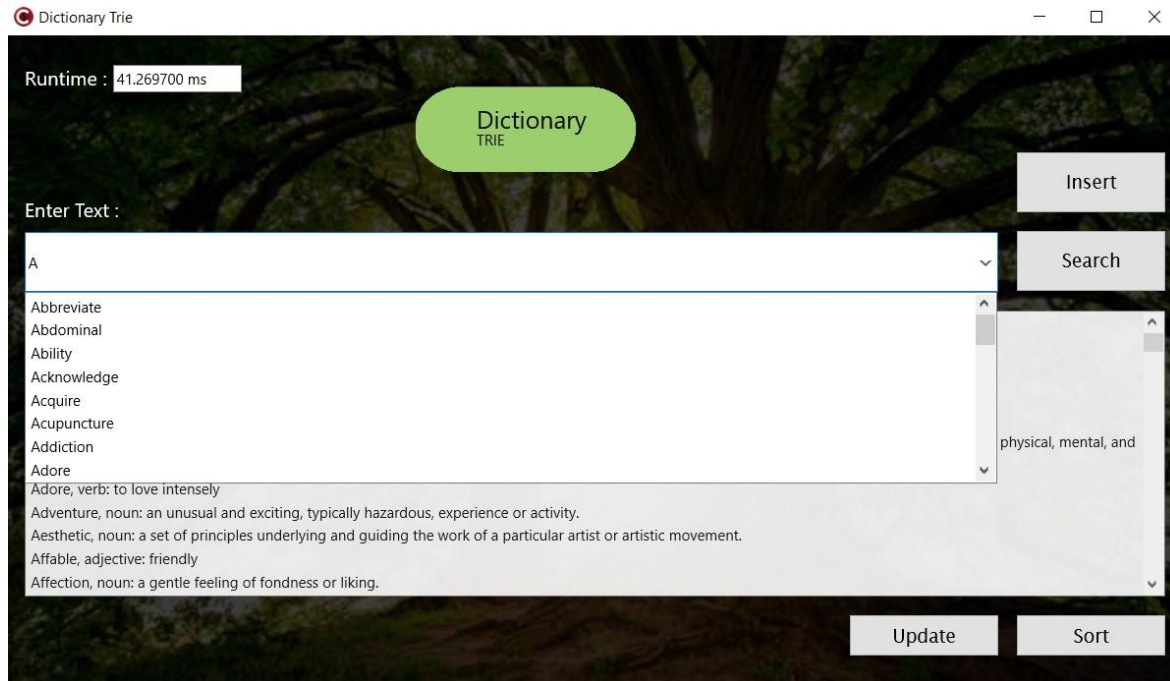 Dictionary Trie
Runtime : 41.269700 ms
Dictionary
TRIE
Insert
Enter Text :
A
Search
Abbreviate
Abdominal
Ability
Acknowledge
Acquire
Acupuncture
Addiction
physical, mental, and
Adore
Adore, verb: to love intensely
Adventure, noun: an unusual and exciting, typically hazardous, experience or activity.
Aesthetic, noun: a set of principles underlying and guiding the work of a particular artist or artistic movement.
Affable, adjective: friendly
Affection, noun: a gentle feeling of fondness or liking.
Update
Sort